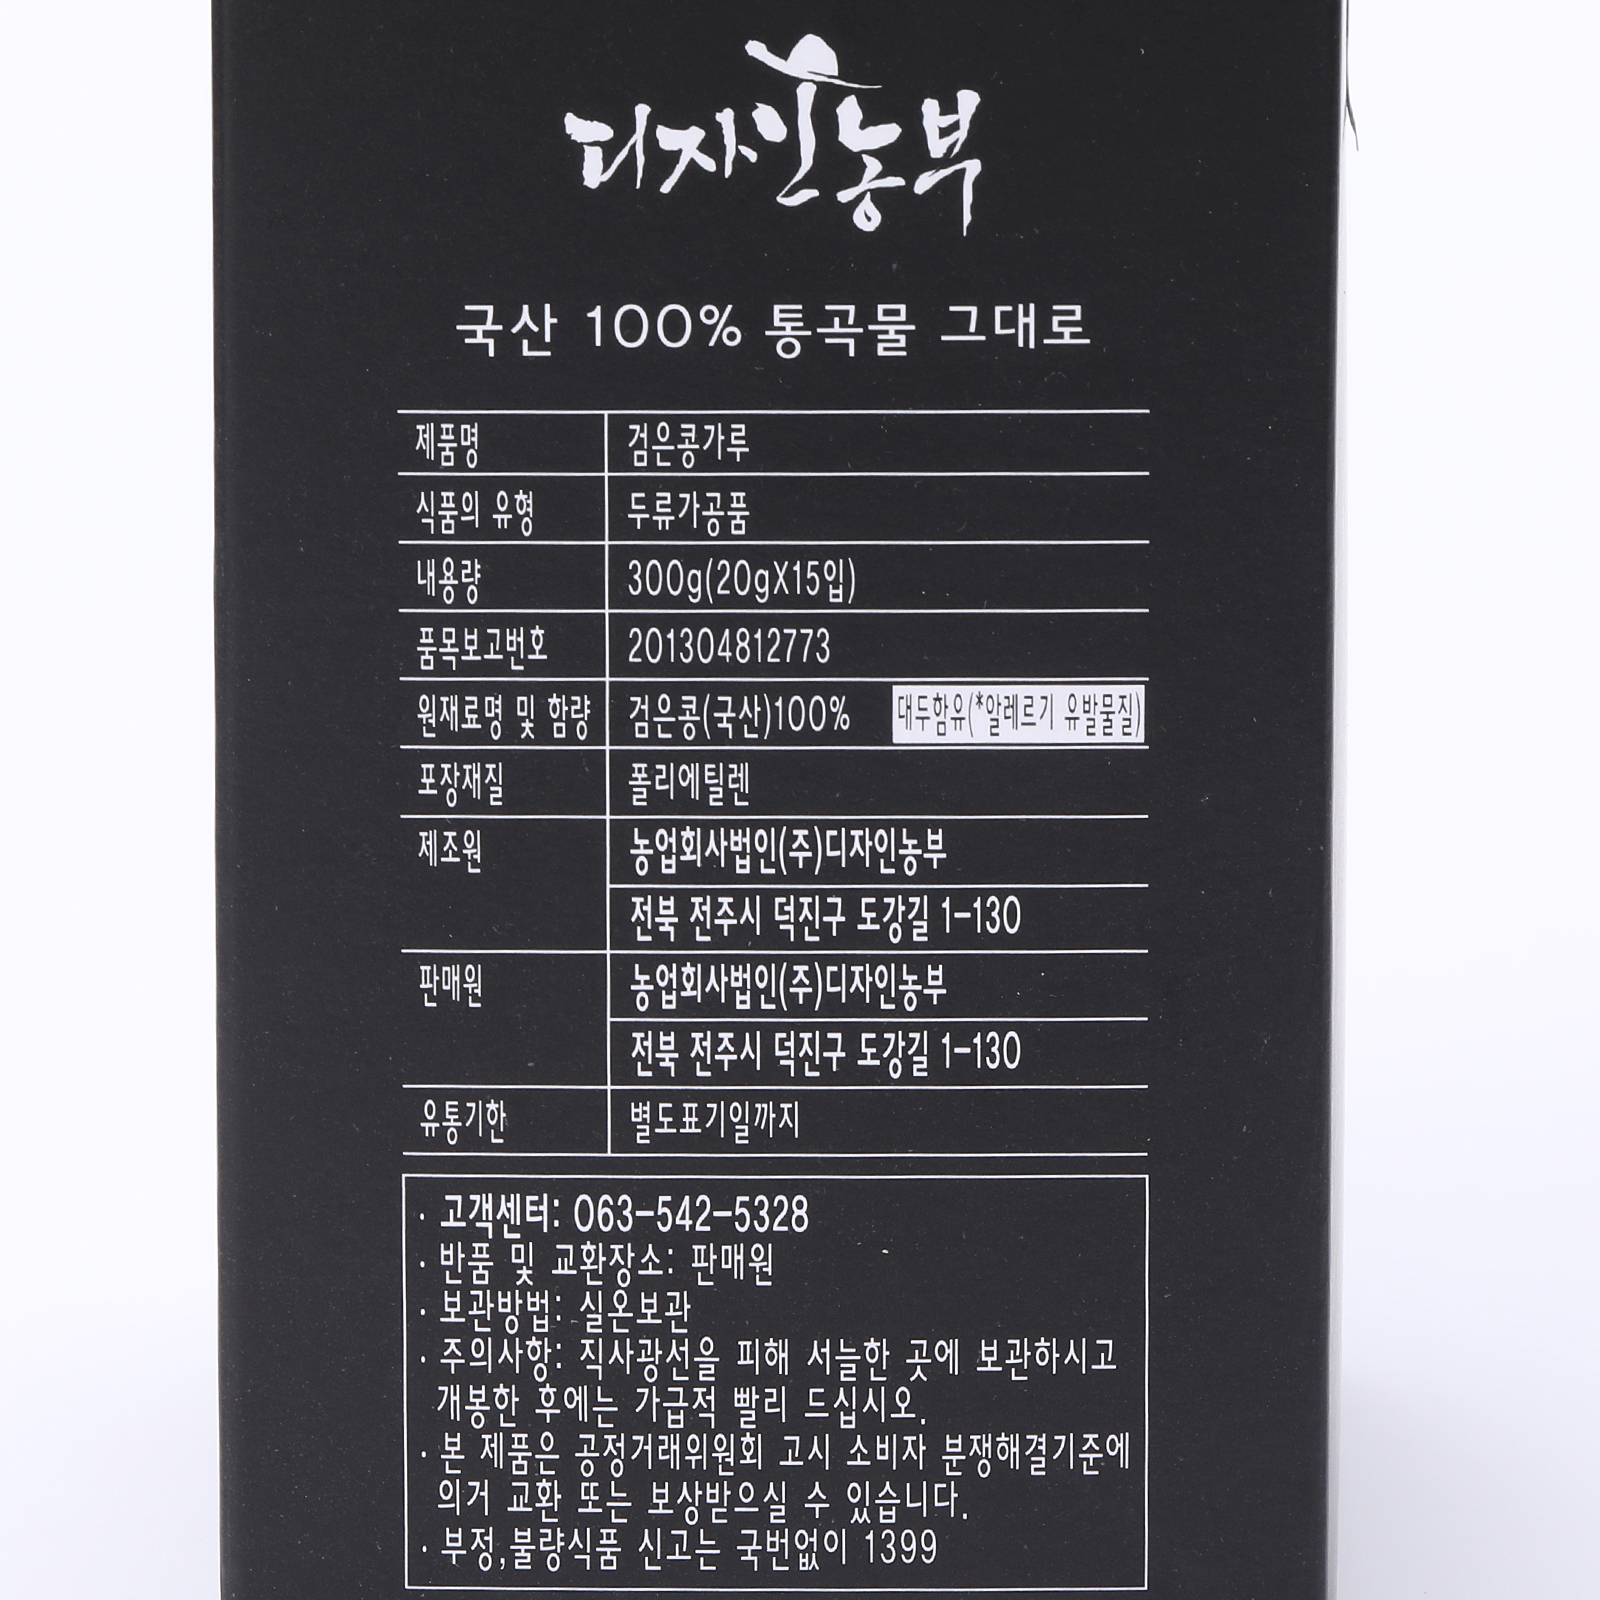 디자인농부
국산 100% 통곡물 그대로
제품명 검은콩가루
식품의 유형 두류가공품
내용량 300g(20gX15입)
품목보고번호 201304812773
원재료명 및 함량 검은콩(국산)100% 대두함유(*알레르기 유발물질)
포장재질 폴리에틸렌
제조원 농업회사법인(주)디자인농부
전북 전주시 덕진구 도강길 1-130
판매원 농업회사법인(주)디자인농부
전북 전주시 덕진구 도강길 1-130
유통기한 별도표기일까지
· 고객센터: 063-542-5328
· 반품 및 교환장소: 판매원
· 보관방법: 실온보관
· 주의사항: 직사광선을 피해 서늘한 곳에 보관하시고
개봉한 후에는 가급적 빨리 드십시오.
· 본 제품은 공정거래위원회 고시 소비자 분쟁해결기준에
의거 교환 또는 보상받으실 수 있습니다.
· 부정,불량식품 신고는 국번없이 1399